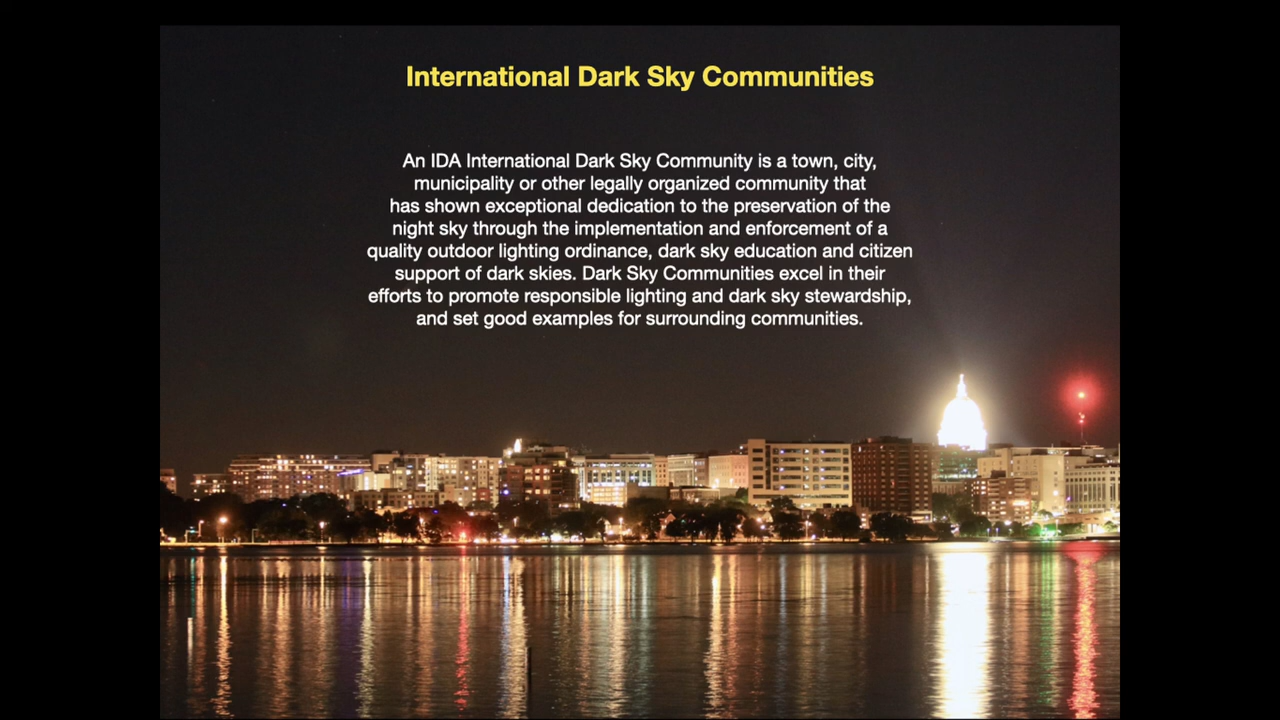 International Dark Sky Communities
An IDA International Dark Sky Community is a town, city,
municipality or other legally organized community that
has shown exceptional dedication to the preservation of the
night sky through the implementation and enforcement of a
quality outdoor lighting ordinance, dark sky education and citizen
support of dark skies. Dark Sky Communities excel in their
efforts to promote responsible lighting and dark sky stewardship,
and set good examples for surrounding communities.